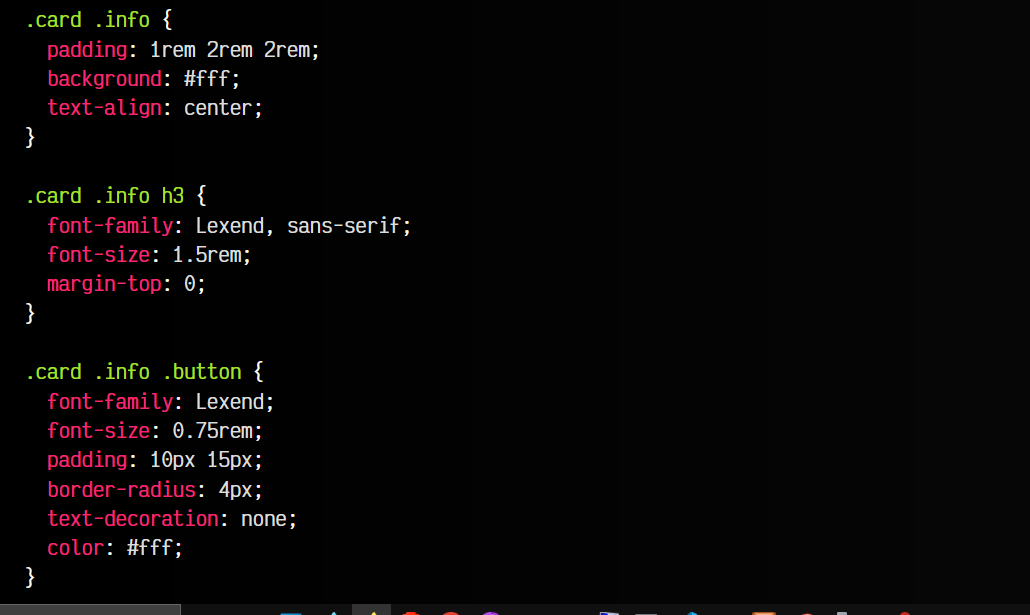 .card .info {
  padding: 1rem 2rem 2rem;
  background: #fff;
  text-align: center;
}

.card .info h3 {
  font-family: Lexend, sans-serif;
  font-size: 1.5rem;
  margin-top: 0;
}

.card .info .button {
  font-family: Lexend;
  font-size: 0.75rem;
  padding: 10px 15px;
  border-radius: 4px;
  text-decoration: none;
  color: #fff;
}